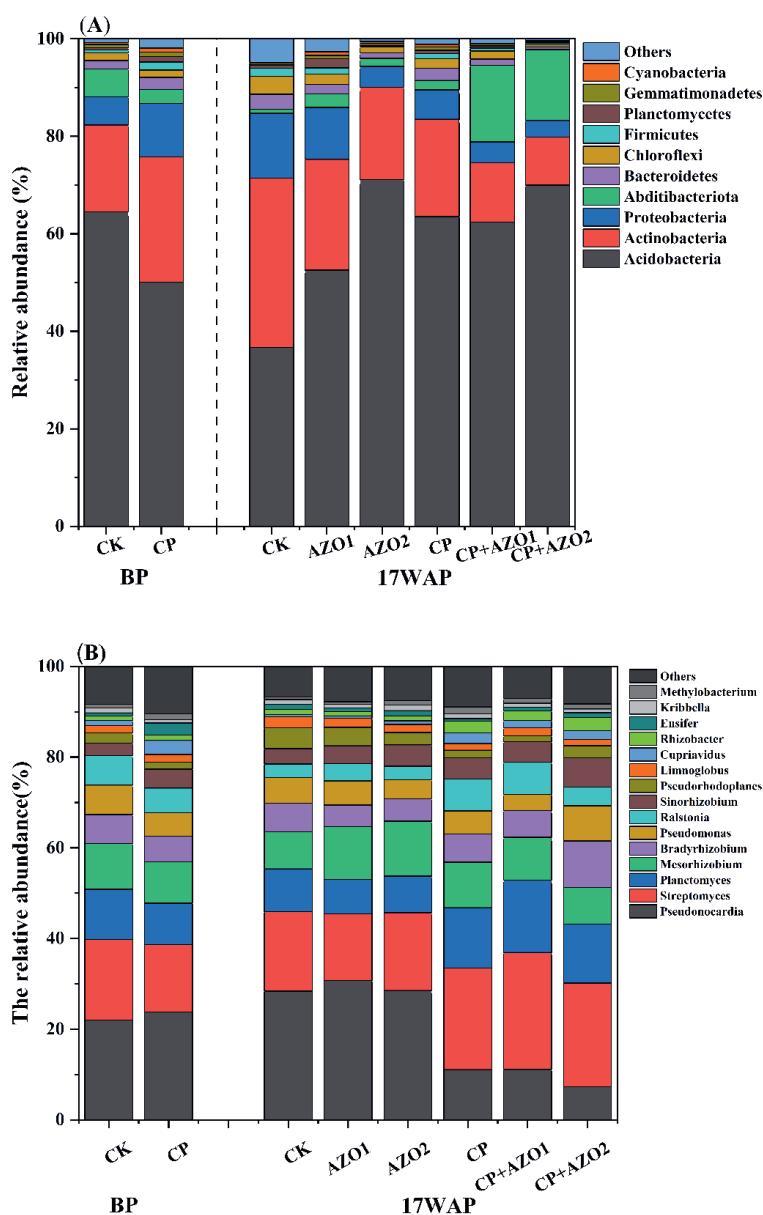 (A)
Relative abundance (%)
100
80
60
40
20
0
Others
Cyanobacteria
Gemmatimonadetes
Planctomycetes
Firmicutes
Chloroflexi
Bacteroidetes
Abditibacteriota
Proteobacteria
Actinobacteria
Acidobacteria
CK CP CK AZO1 AZO2 CP CP+AZO1 CP+AZO2
BP 17WAP
(B)
The relative abundance(%)
100
80
60
40
20
0
Others
Methylobacterium
Kribbella
Ensifer
Rhizobacter
Cupriavidus
Limnoglobus
Pseudorhodoplanes
Sinorhizobium
Ralstonia
Pseudomonas
Bradyrhizobium
Mesorhizobium
Planctomyces
Streptomyces
Pseudonocardia
CK CP CK AZO1 AZO2 CP CP+AZO1 CP+AZO2
BP 17WAP